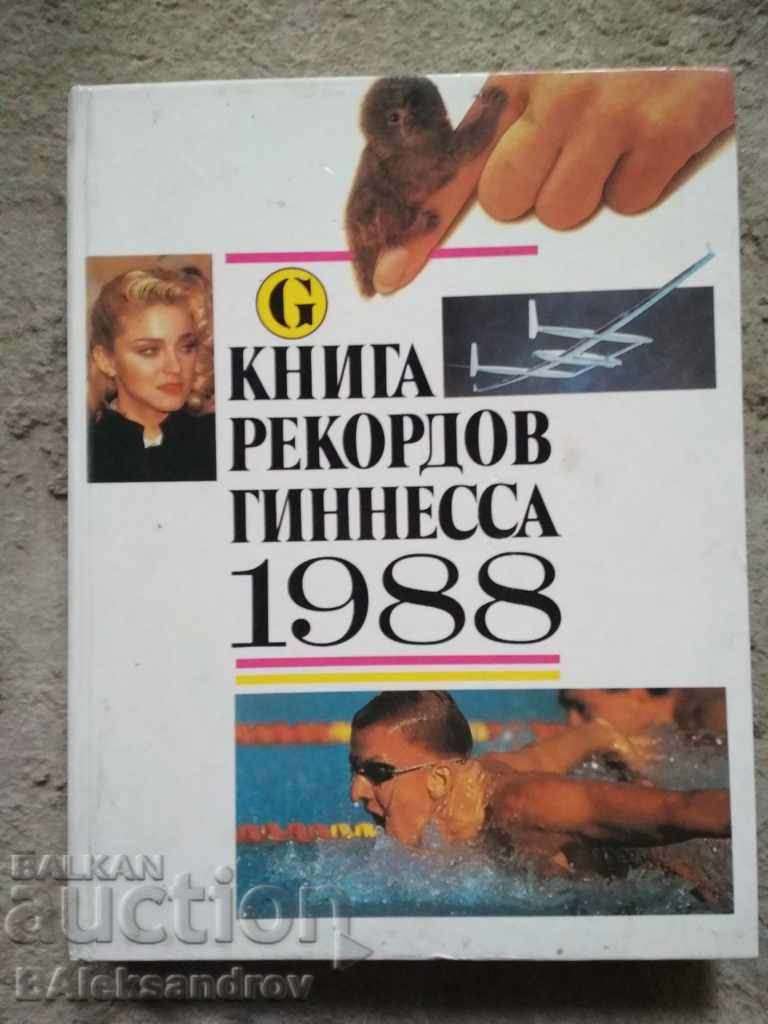 G
КНИГА
РЕКОРДОВ
ГИННЕССА
1988
BALKAN
auction
BAleksandrov